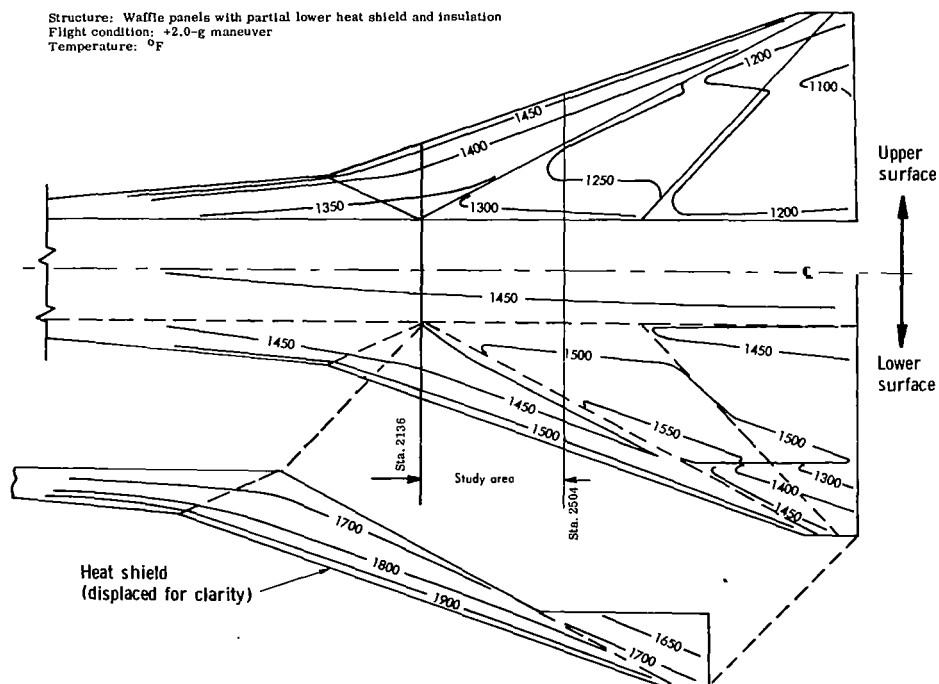 Structure: Waffle panels with partial lower heat shield and insulation
Flight condition: +2.0-g maneuver
Temperature: °F
1200
1100
1450
1400
Upper
surface
1250
1350
1300
1200
℄
1450
1450
1500
1450
Lower
surface
1450
1550
1500
1500
1300
Sta. 2136
Study area
Sta. 2504
1400
1450
1700
Heat shield
(displaced for clarity)
1800
1900
1650
1700